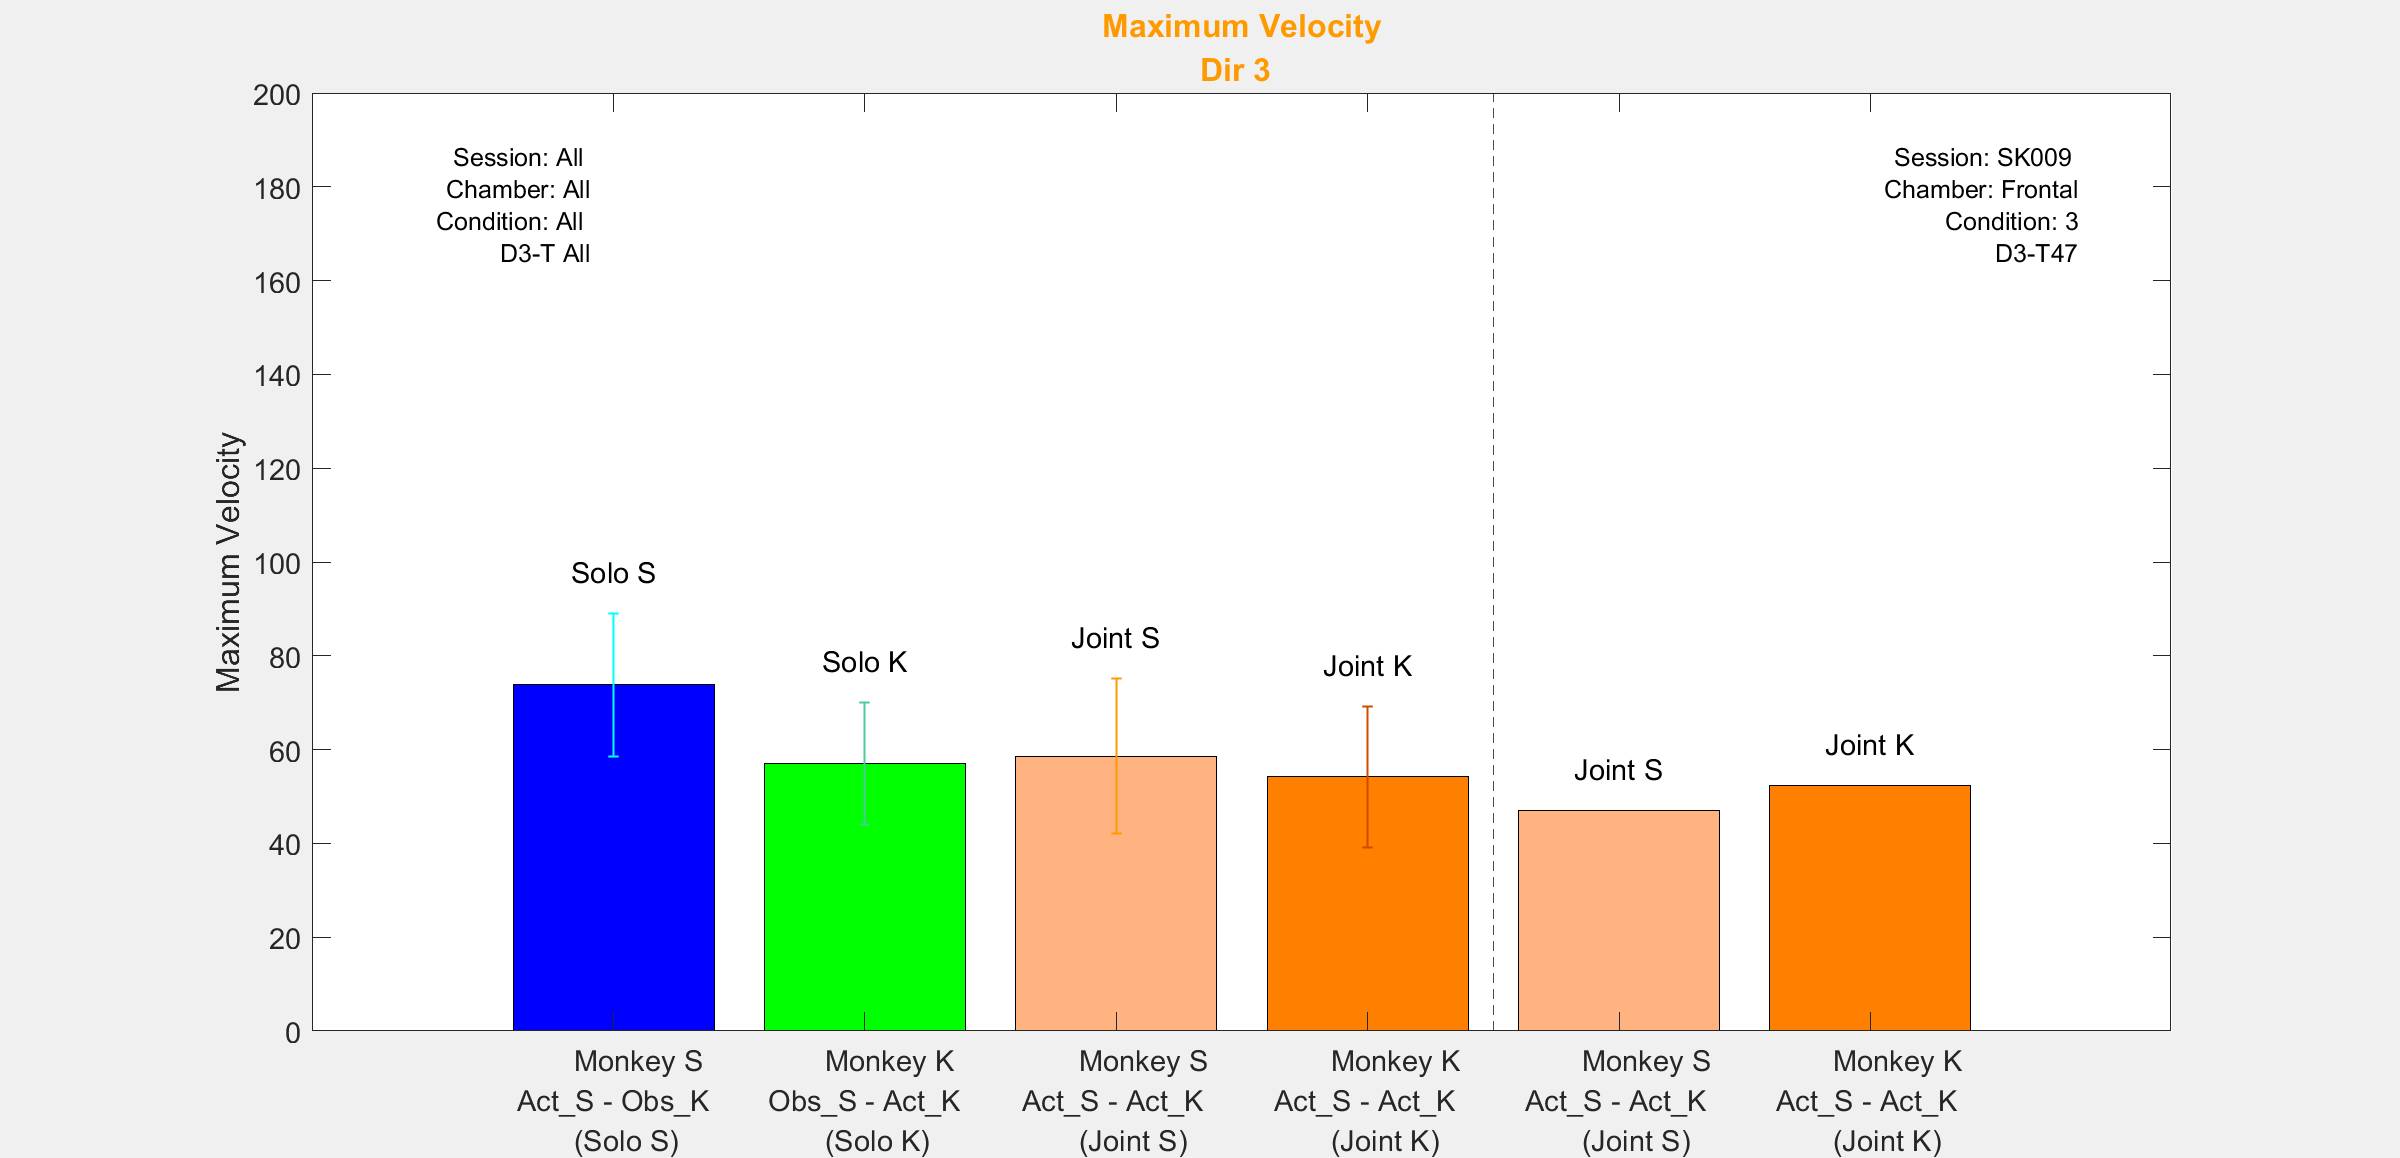 Maximum Velocity
Dir 3
200
180
160
140
120
100
80
60
40
20
0
Maximum Velocity
Session: All
Chamber: All
Condition: All
D3-T All
Session: SK009
Chamber: Frontal
Condition: 3
D3-T47
Solo S
Solo K
Joint S
Joint K
Joint S
Joint K
Monkey S
Act_S - Obs_K
(Solo S)
Monkey K
Obs_S - Act_K
(Solo K)
Monkey S
Act_S - Act_K
(Joint S)
Monkey K
Act_S - Act_K
(Joint K)
Monkey S
Act_S - Act_K
(Joint S)
Monkey K
Act_S - Act_K
(Joint K)